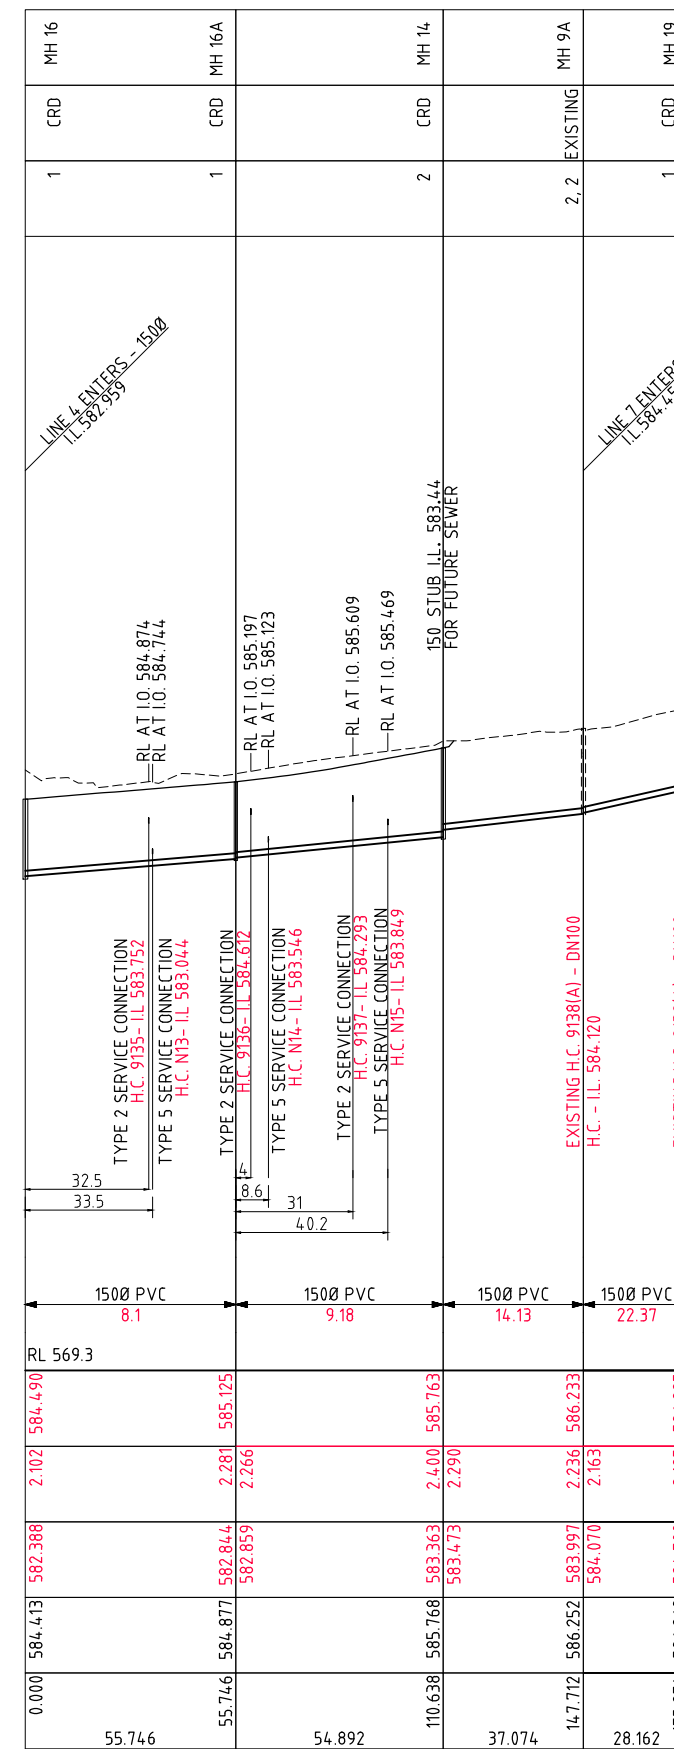 MH 16
MH 16A
MH 14
MH 9A
MH 19
CRD
CRD
CRD
EXISTING
CRD
1
1
2
2, 2
1
LINE 4 ENTERS - 150Ø
I.L.582.959
LINE 7 ENTERS
I.L.584.45
150 STUB I.L. 583.44
FOR FUTURE SEWER
RL AT I.O. 584.874
RL AT I.O. 584.744
RL AT I.O. 585.197
RL AT I.O. 585.123
RL AT I.O. 585.609
RL AT I.O. 585.469
TYPE 2 SERVICE CONNECTION
H.C. 9135- I.L 583.752
TYPE 5 SERVICE CONNECTION
H.C. N13- I.L 583.044
TYPE 2 SERVICE CONNECTION
H.C. 9136- I.L 584.612
TYPE 5 SERVICE CONNECTION
H.C. N14- I.L 583.546
TYPE 2 SERVICE CONNECTION
H.C. 9137- I.L 584.293
TYPE 5 SERVICE CONNECTION
H.C. N15- I.L 583.849
EXISTING H.C. 9138(A) - DN100
H.C. - I.L. 584.120
32.5
33.5
4
8.6
31
40.2
150Ø PVC
8.1
150Ø PVC
9.18
150Ø PVC
14.13
150Ø PVC
22.37
RL 569.3
584.490
585.125
585.763
586.233
2.102
2.281
2.266
2.400
2.290
2.236
2.163
582.388
582.844
582.859
583.363
583.473
583.997
584.070
584.413
584.877
585.768
586.252
0.000
55.746
110.638
147.712
55.746
54.892
37.074
28.162